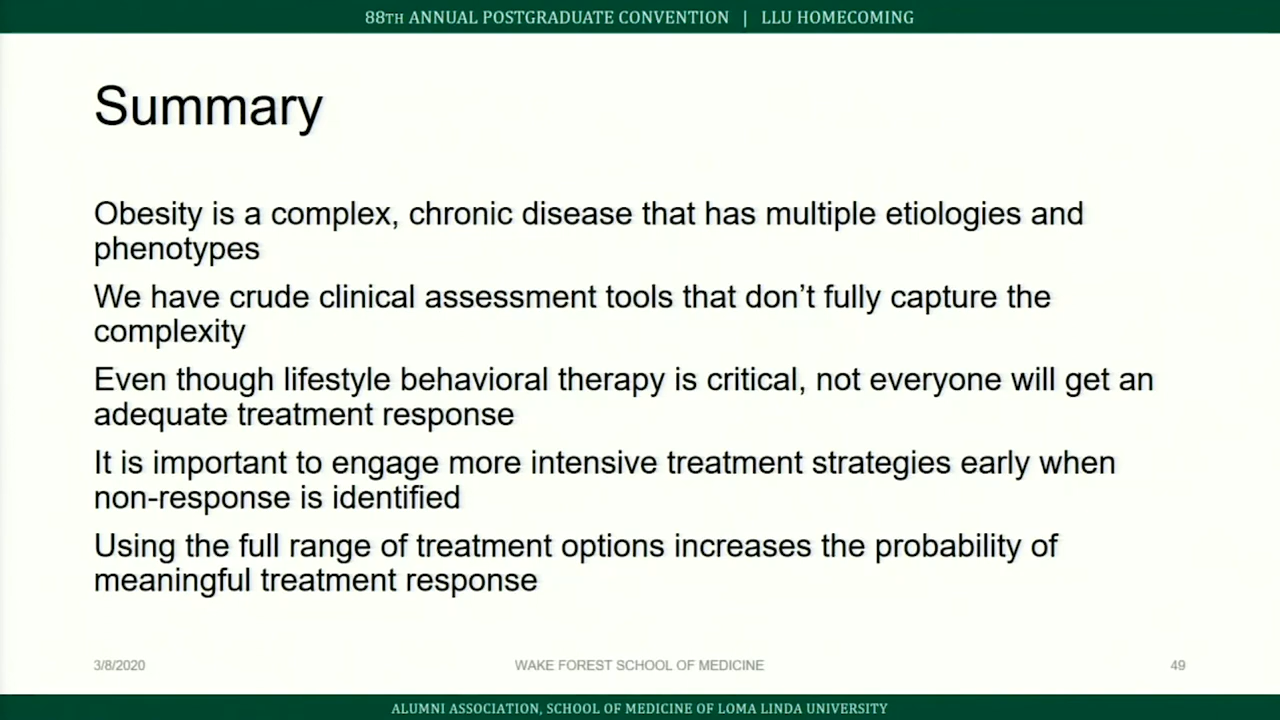 88TH ANNUAL POSTGRADUATE CONVENTION | LLU HOMECOMING
Summary
Obesity is a complex, chronic disease that has multiple etiologies and
phenotypes
We have crude clinical assessment tools that don’t fully capture the
complexity
Even though lifestyle behavioral therapy is critical, not everyone will get an
adequate treatment response
It is important to engage more intensive treatment strategies early when
non-response is identified
Using the full range of treatment options increases the probability of
meaningful treatment response
3/8/2020 WAKE FOREST SCHOOL OF MEDICINE 49
ALUMNI ASSOCIATION, SCHOOL OF MEDICINE OF LOMA LINDA UNIVERSITY